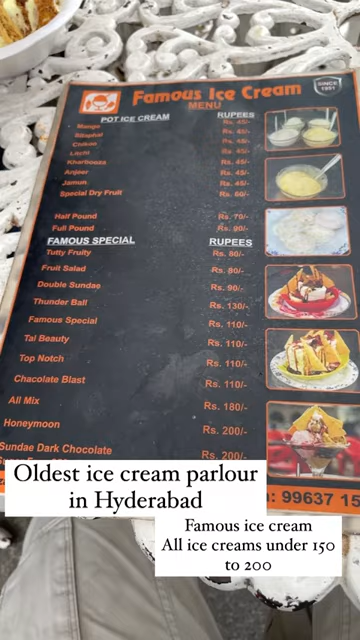 Famous Ice Cream
SINCE 1951
MENU
POT ICE CREAM RUPEES
Mango Rs. 45/-
Sitaphal Rs. 45/-
Chikoo Rs. 45/-
Litchi Rs. 45/-
Kharbooza Rs. 45/-
Anjeer Rs. 45/-
Jamun Rs. 45/-
Special Dry Fruit Rs. 60/-
Half Pound Rs. 70/-
Full Pound Rs. 90/-
FAMOUS SPECIAL RUPEES
Tutty Fruity Rs. 80/-
Fruit Salad Rs. 80/-
Double Sundae Rs. 90/-
Thunder Ball Rs. 130/-
Famous Special Rs. 110/-
Tal Beauty Rs. 110/-
Top Notch Rs. 110/-
Chacolate Blast Rs. 110/-
All Mix Rs. 180/-
Honeymoon Rs. 200/-
Sundae Dark Chocolate Rs. 200/-
: 99637 15
Oldest ice cream parlour
in Hyderabad
Famous ice cream
All ice creams under 150
to 200